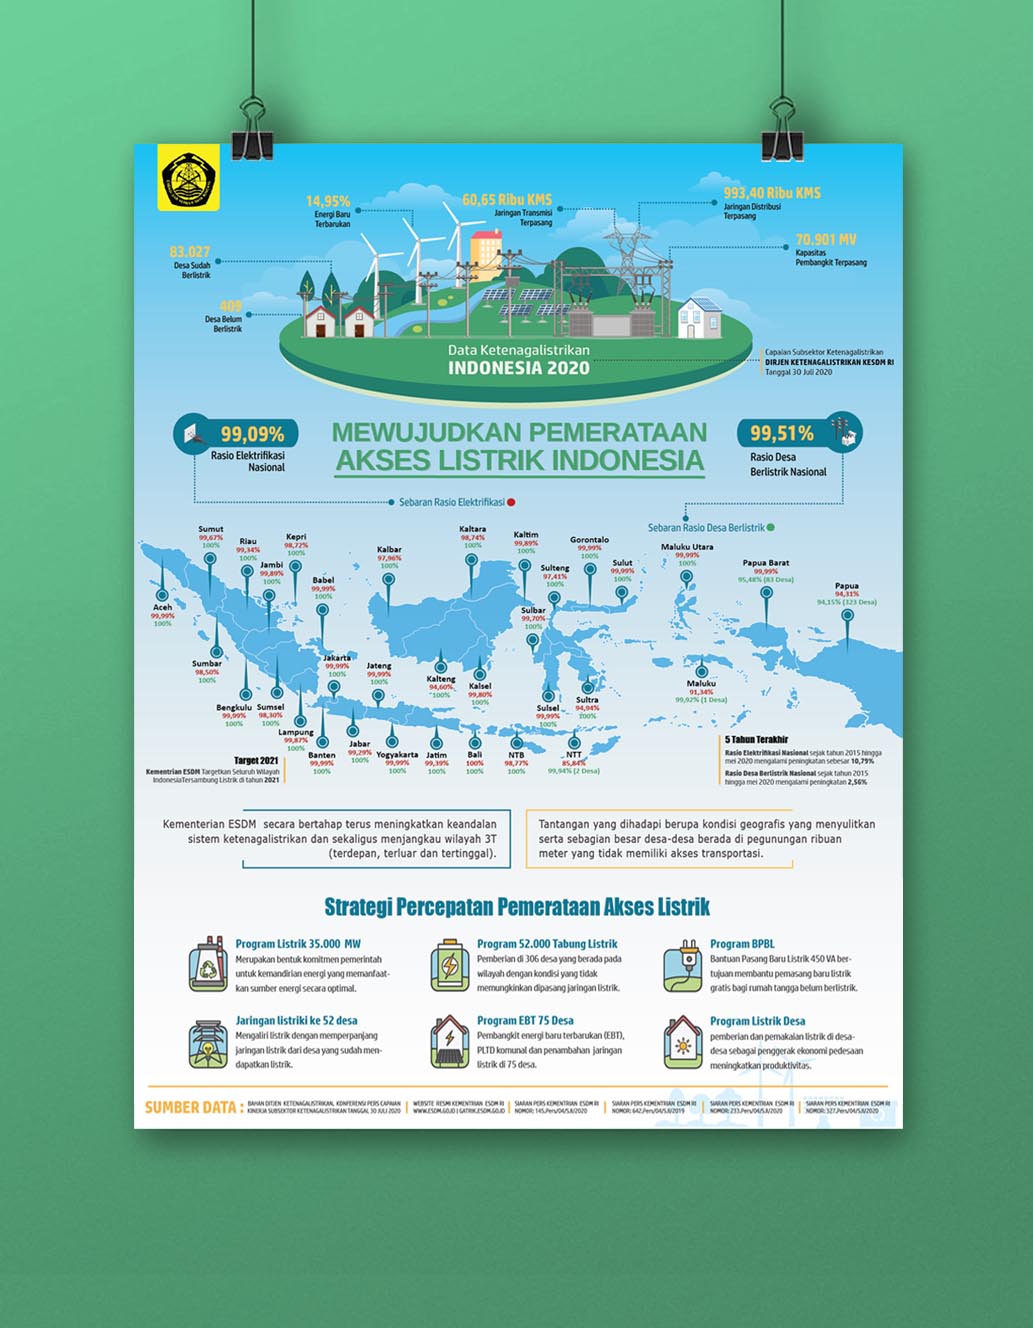 14,95%
Energi Baru
Terbarukan
60,65 Ribu KMS
Jaringan Transmisi
Terpasang
993,40 Ribu KMS
Jaringan Distribusi
Terpasang
83.027
Desa Sudah
Berlistrik
70.901 MV
Kapasitas
Pembangkit Terpasang
409
Desa Belum
Berlistrik
Data Ketenagalistrikan
INDONESIA 2020
Capaian Subsektor Ketenagalistrikan
DIRJEN KETENAGALISTRIKAN KESDM RI
Tanggal 30 Juli 2020
99,09%
Rasio Elektrifikasi
Nasional
MEWUJUDKAN PEMERATAAN
AKSES LISTRIK INDONESIA
99,51%
Rasio Desa
Berlistrik Nasional
Sebaran Rasio Elektrifikasi
Sebaran Rasio Desa Berlistrik
Sumut
99,67%
100%
Riau
99,34%
100%
Kepri
98,72%
100%
Jambi
99,89%
100%
Babel
99,99%
100%
Kalbar
97,96%
100%
Kaltara
98,74%
100%
Kaltim
99,89%
100%
Gorontalo
99,99%
100%
Sulteng
97,41%
100%
Sulut
99,99%
100%
Maluku Utara
99,99%
100%
Papua Barat
99,99%
95,48% (83 Desa)
Papua
94,31%
94,15% (323 Desa)
Aceh
99,99%
100%
Sulbar
99,70%
100%
Sumbar
98,50%
100%
Jakarta
99,99%
100%
Jateng
99,99%
100%
Kalteng
94,60%
100%
Kalsel
99,80%
100%
Maluku
91,34%
99,92% (1 Desa)
Bengkulu
99,99%
100%
Sumsel
98,30%
100%
Sulsel
99,99%
100%
Sultra
94,94%
100%
Lampung
99,87%
100%
Banten
99,99%
100%
Jabar
99,29%
100%
Yogyakarta
99,99%
100%
Jatim
99,39%
100%
Bali
100%
100%
NTB
98,77%
100%
NTT
85,84%
99,94% (2 Desa)
Target 2021
Kementrian ESDM Targetkan Seluruh Wilayah
IndonesiaTersambung Listrik di tahun 2021
5 Tahun Terakhir
Rasio Elektrifikasi Nasional sejak tahun 2015 hingga
mei 2020 mengalami peningkatan sebesar 10,79%
Rasio Desa Berlistrik Nasional sejak tahun 2015
hingga mei 2020 mengalami peningkatan 2,56%
Kementerian ESDM secara bertahap terus meningkatkan keandalan
sistem ketenagalistrikan dan sekaligus menjangkau wilayah 3T
(terdepan, terluar dan tertinggal).
Tantangan yang dihadapi berupa kondisi geografis yang menyulitkan
serta sebagian besar desa-desa berada di pegunungan ribuan
meter yang tidak memiliki akses transportasi.
Strategi Percepatan Pemerataan Akses Listrik
Program Listrik 35.000 MW
Merupakan bentuk komitmen pemerintah
untuk kemandirian energi yang memanfaat-
kan sumber energi secara optimal.
Program 52.000 Tabung Listrik
Pemberian di 306 desa yang berada pada
wilayah dengan kondisi yang tidak
memungkinkan dipasang jaringan listrik.
Program BPBL
Bantuan Pasang Baru Listrik 450 VA ber-
tujuan membantu pemasang baru listrik
gratis bagi rumah tangga belum berlistrik.
Jaringan listriki ke 52 desa
Mengaliri listrik dengan memperpanjang
jaringan listrik dari desa yang sudah men-
dapatkan listrik.
Program EBT 75 Desa
Pembangkit energi baru terbarukan (EBT),
PLTD komunal dan penambahan jaringan
listrik di 75 desa.
Program Listrik Desa
pemberian dan pemakaian listrik di desa-
desa sebagai penggerak ekonomi pedesaan
meningkatkan produktivitas.
SUMBER DATA :
BAHAN DITJEN KETENAGALISTRIKAN, KONFERENSI PERS CAPAIAN
KINERJA SUBSEKTOR KETENAGALISTRIKAN TANGGAL 30 JULI 2020
WEBSITE RESMI KEMENTRIAN ESDM RI
WWW.ESDM.GO.ID | GATRIK.ESDM.GO.ID
SIARAN PERS KEMENTRIAN ESDM RI
NOMOR: 145.Pers/04/SJI/2020
SIARAN PERS KEMENTRIAN ESDM RI
NOMOR: 642.Pers/04/SJI/2019
SIARAN PERS KEMENTRIAN ESDM RI
NOMOR: 233.Pers/04/SJI/2020
SIARAN PERS KEMENTRIAN ESDM RI
NOMOR: 327.Pers/04/SJI/2020